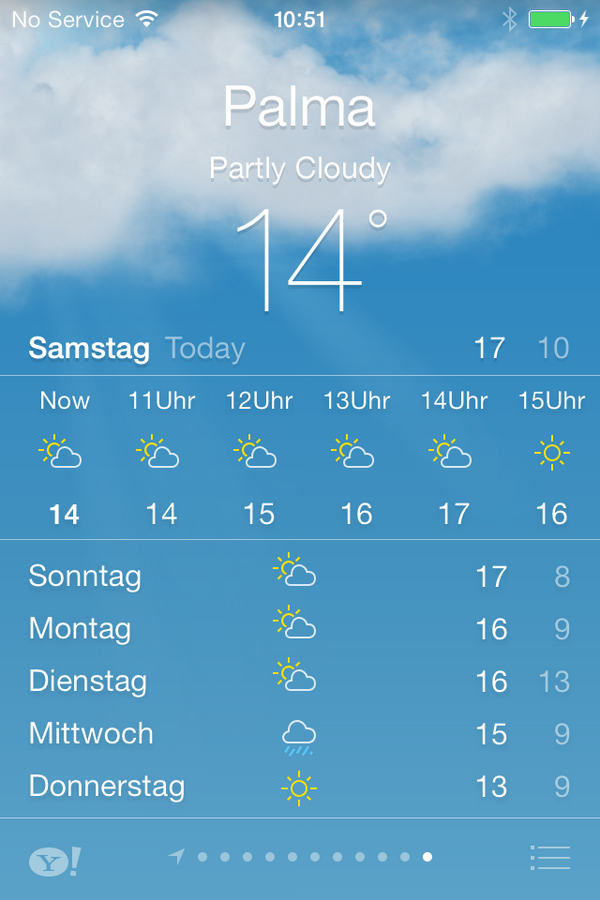 No Service 10:51
Palma
Partly Cloudy
14°
Samstag Today 17 10
Now 11Uhr 12Uhr 13Uhr 14Uhr 15Uhr
14 14 15 16 17 16
Sonntag 17 8
Montag 16 9
Dienstag 16 13
Mittwoch 15 9
Donnerstag 13 9
Y!